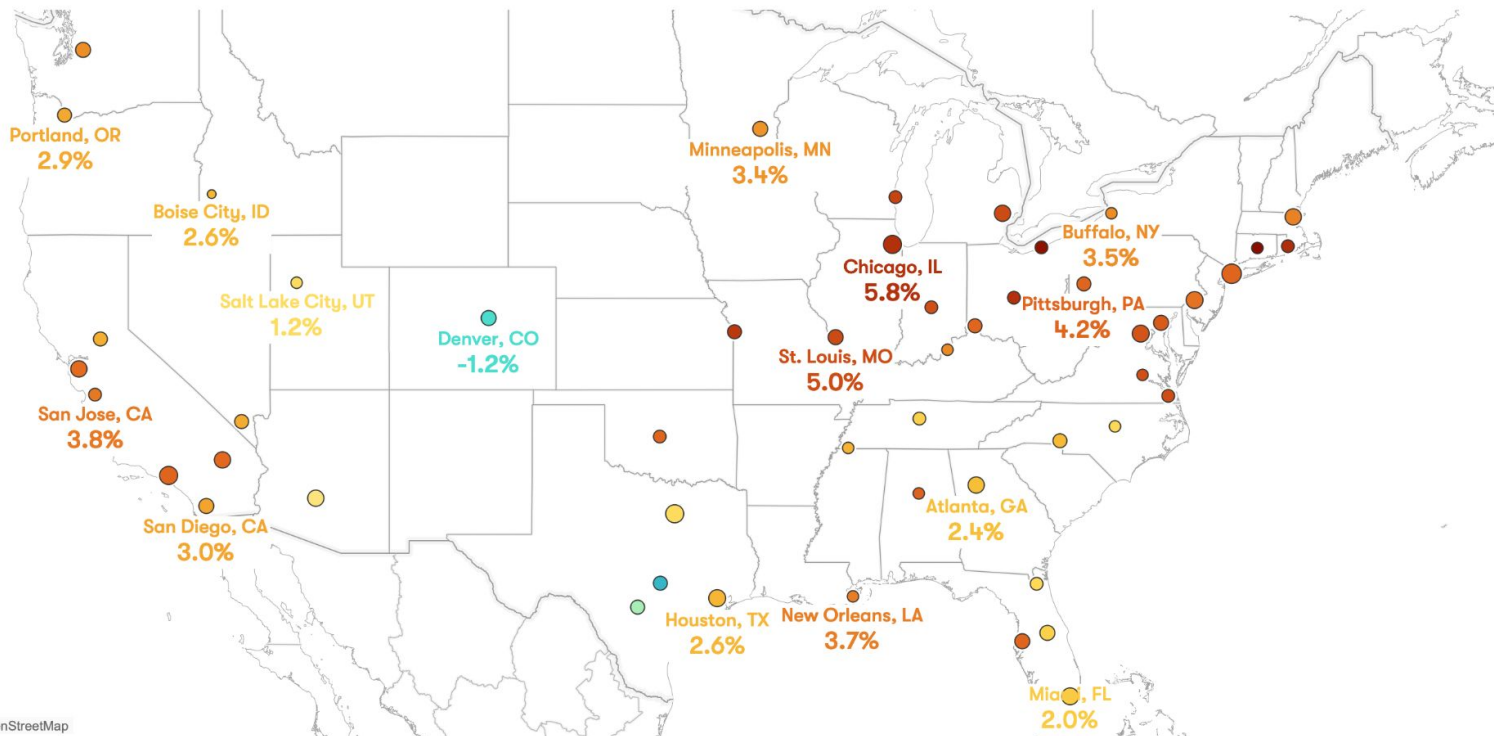 Portland, OR
2.9%
Boise City, ID
2.6%
Salt Lake City, UT
1.2%
Denver, CO
-1.2%
San Jose, CA
3.8%
San Diego, CA
3.0%
Minneapolis, MN
3.4%
Chicago, IL
5.8%
St. Louis, MO
5.0%
Buffalo, NY
3.5%
Pittsburgh, PA
4.2%
Atlanta, GA
2.4%
Houston, TX
2.6%
New Orleans, LA
3.7%
Miami, FL
2.0%
nStreetMap